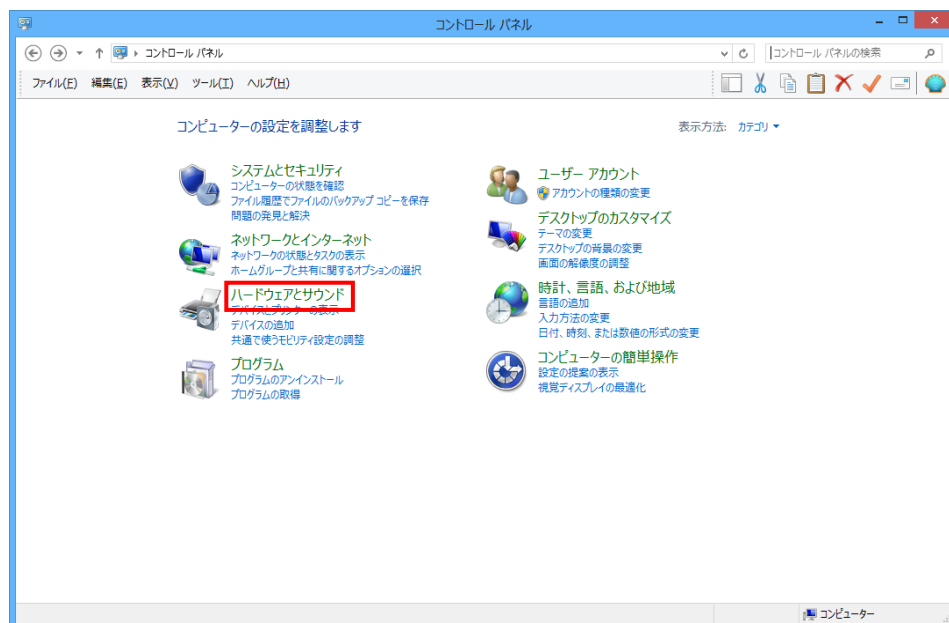 コントロール パネル
コントロール パネル
コントロール パネルの検索
ファイル(F) 編集(E) 表示(V) ツール(T) ヘルプ(H)
コンピューターの設定を調整します
表示方法: カテゴリ
システムとセキュリティ
コンピューターの状態を確認
ファイル履歴でファイルのバックアップ コピーを保存
問題の発見と解決
ネットワークとインターネット
ネットワークの状態とタスクの表示
ホームグループと共有に関するオプションの選択
ハードウェアとサウンド
デバイスとプリンターの表示
デバイスの追加
共通で使うモビリティ設定の調整
プログラム
プログラムのアンインストール
プログラムの取得
ユーザー アカウント
アカウントの種類の変更
デスクトップのカスタマイズ
テーマの変更
デスクトップの背景の変更
画面の解像度の調整
時計、言語、および地域
言語の追加
入力方法の変更
日付、時刻、または数値の形式の変更
コンピューターの簡単操作
設定の提案の表示
視覚ディスプレイの最適化
コンピューター